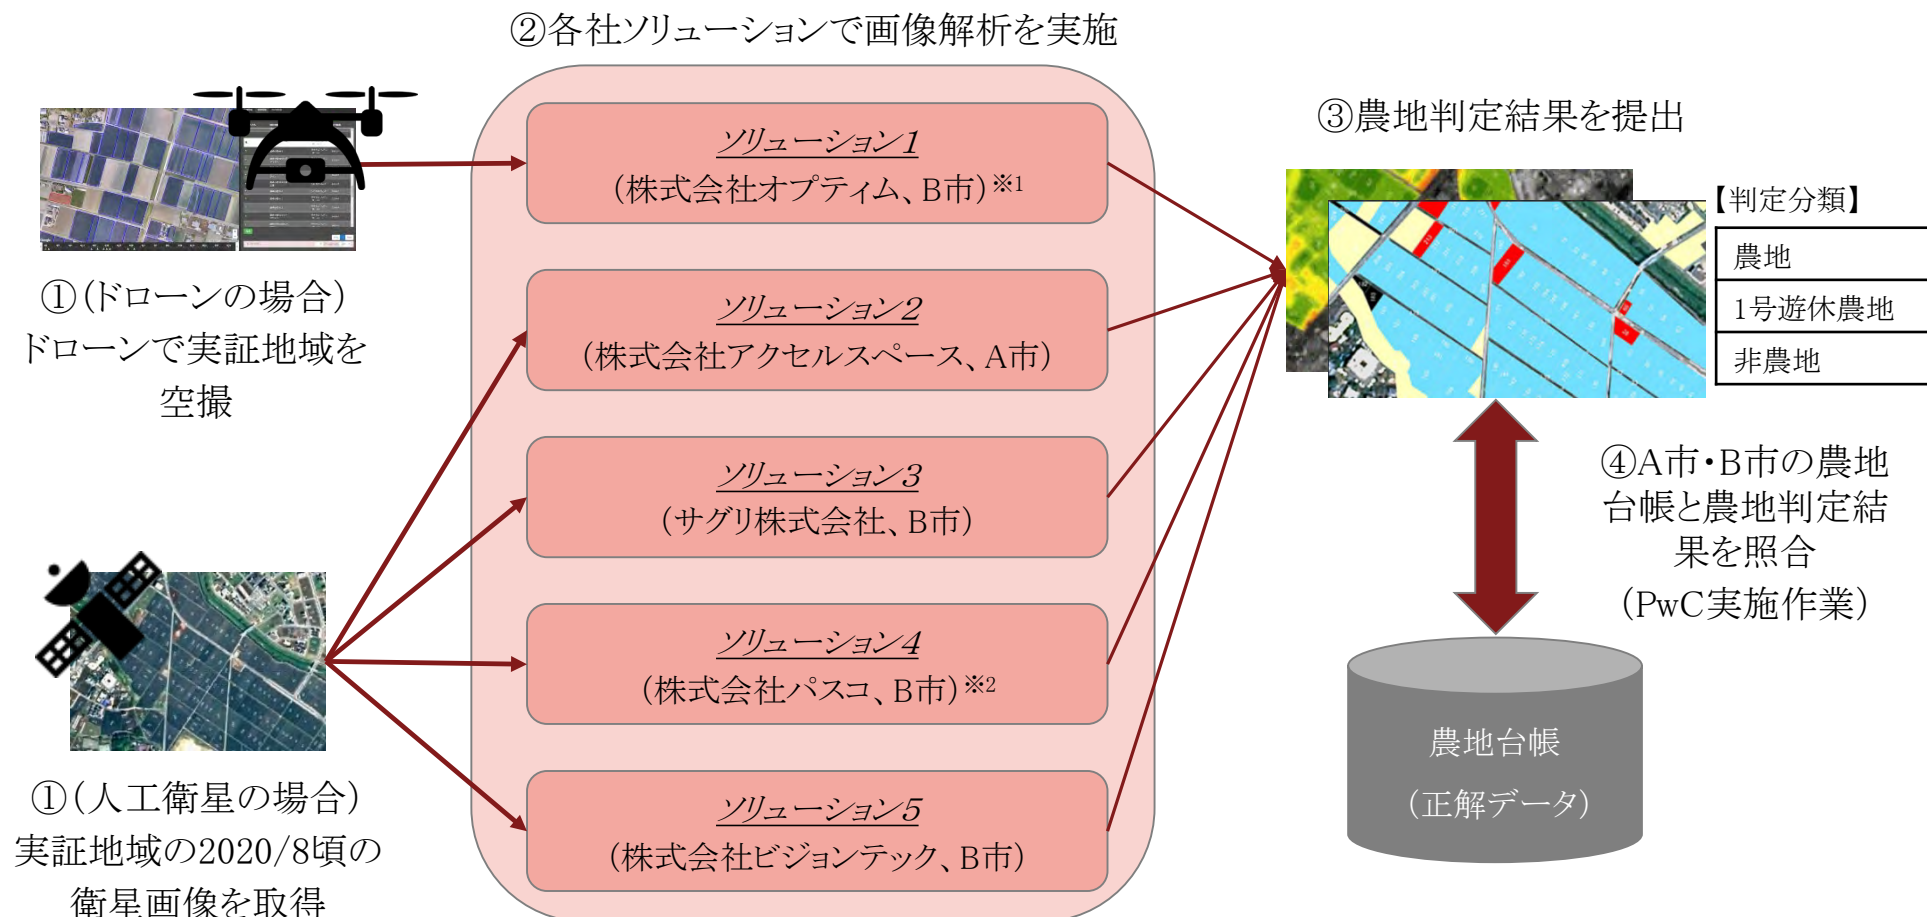 ②各社ソリューションで画像解析を実施
①(ドローンの場合)
ドローンで実証地域を
空撮
①(人工衛星の場合)
実証地域の2020/8頃の
衛星画像を取得
ソリューション1
(株式会社オプティム、B市)※1
ソリューション2
(株式会社アクセルスペース、A市)
ソリューション3
(サグリ株式会社、B市)
ソリューション4
(株式会社パスコ、B市)※2
ソリューション5
(株式会社ビジョンテック、B市)
③農地判定結果を提出
【判定分類】
農地
1号遊休農地
非農地
④A市・B市の農地
台帳と農地判定結
果を照合
(PwC実施作業)
農地台帳
(正解データ)